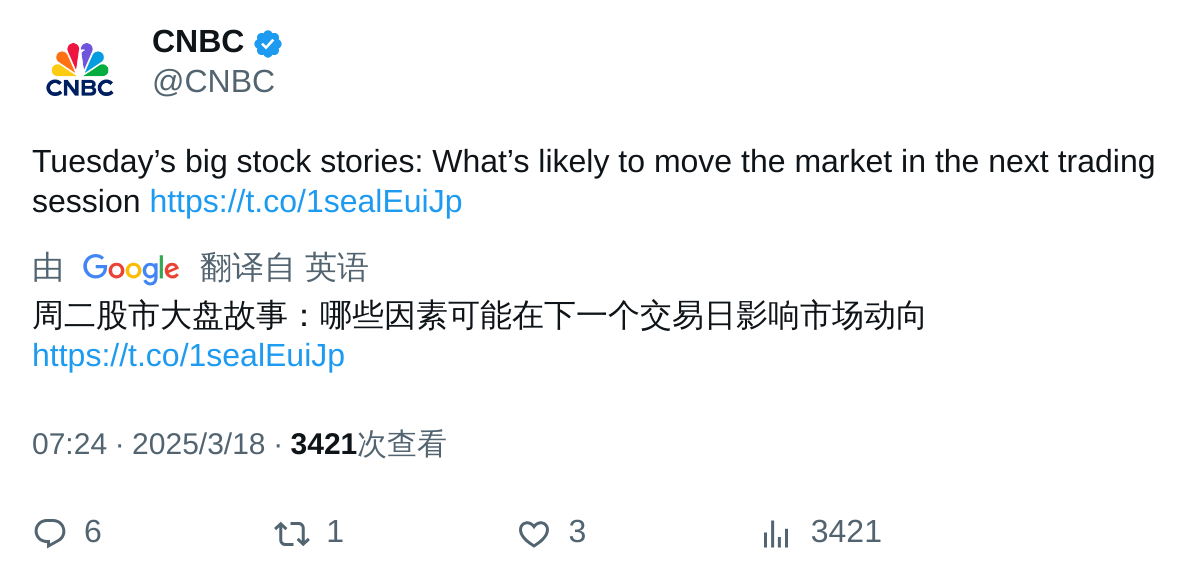 CNBC
CNBC
@CNBC
Tuesday’s big stock stories: What’s likely to move the market in the next trading
session https://t.co/1sealEuiJp
由 Google 翻译自 英语
周二股市大盘故事：哪些因素可能在下一个交易日影响市场动向
https://t.co/1sealEuiJp
07:24 · 2025/3/18 · 3421次查看
6 1 3 3421